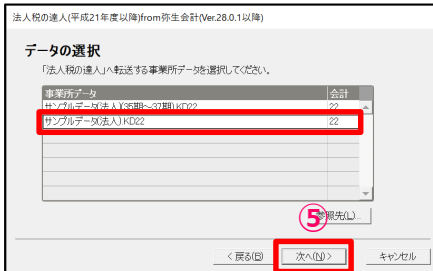 法人税の達人(平成21年度以降)from弥生会計(Ver.28.0.1以降)
データの選択
「法人税の達人」へ転送する事業所データを選択してください。
事業所データ 会計
サンプルデータ(法人)(35期～37期).KD22 22
サンプルデータ(法人).KD22 22
⑤ 参照先(L)...
< 戻る(B) 次へ(N) > キャンセル